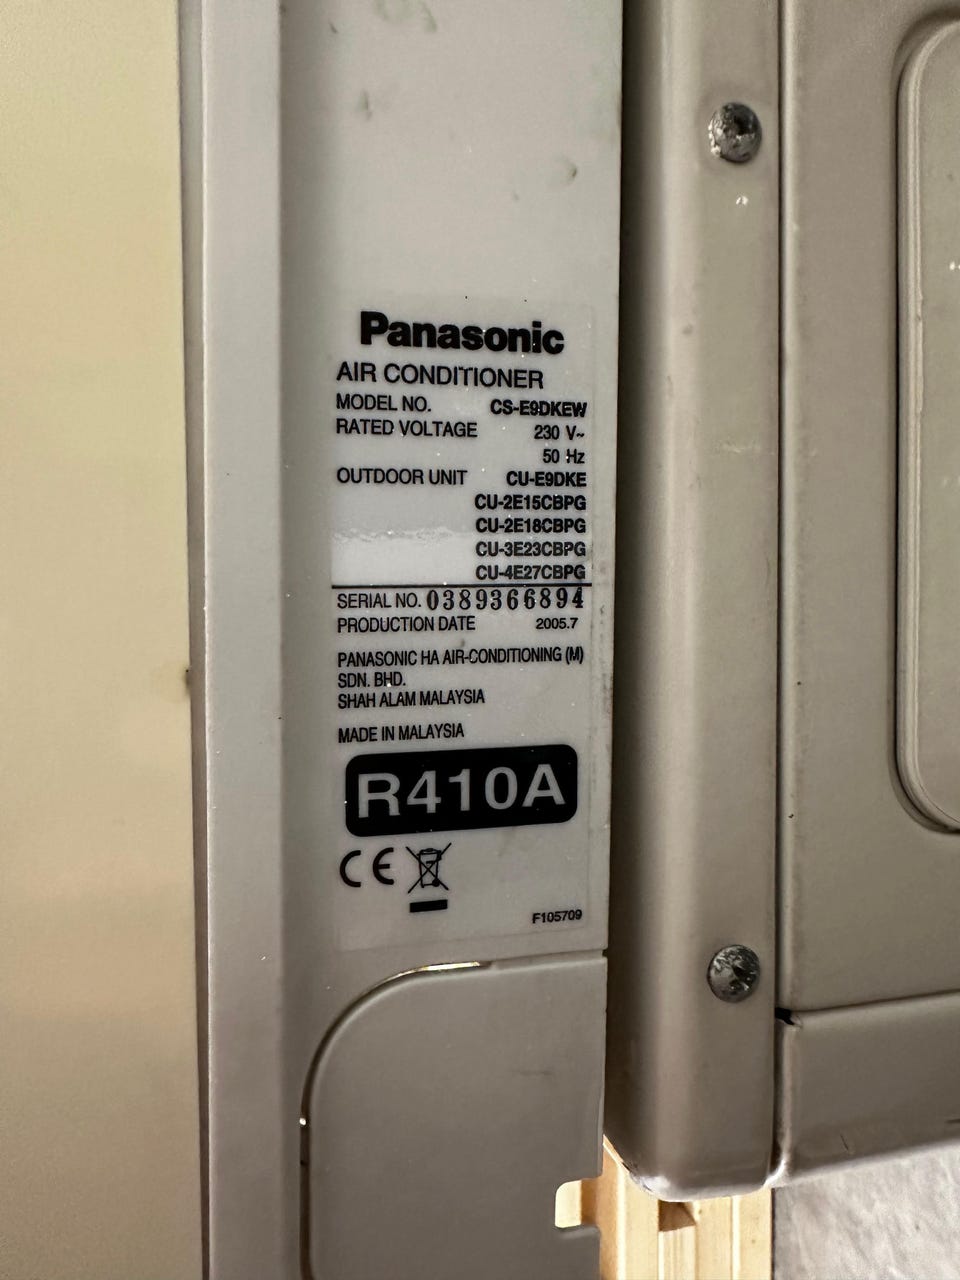 Panasonic
AIR CONDITIONER
MODEL NO. CS-E9DKEW
RATED VOLTAGE 230 V~
50 Hz
OUTDOOR UNIT CU-E9DKE
CU-2E15CBPG
CU-2E18CBPG
CU-3E23CBPG
CU-4E27CBPG
SERIAL NO. 0389366894
PRODUCTION DATE 2005.7
PANASONIC HA AIR-CONDITIONING (M)
SDN. BHD.
SHAH ALAM MALAYSIA
MADE IN MALAYSIA
R410A
CE
F105709